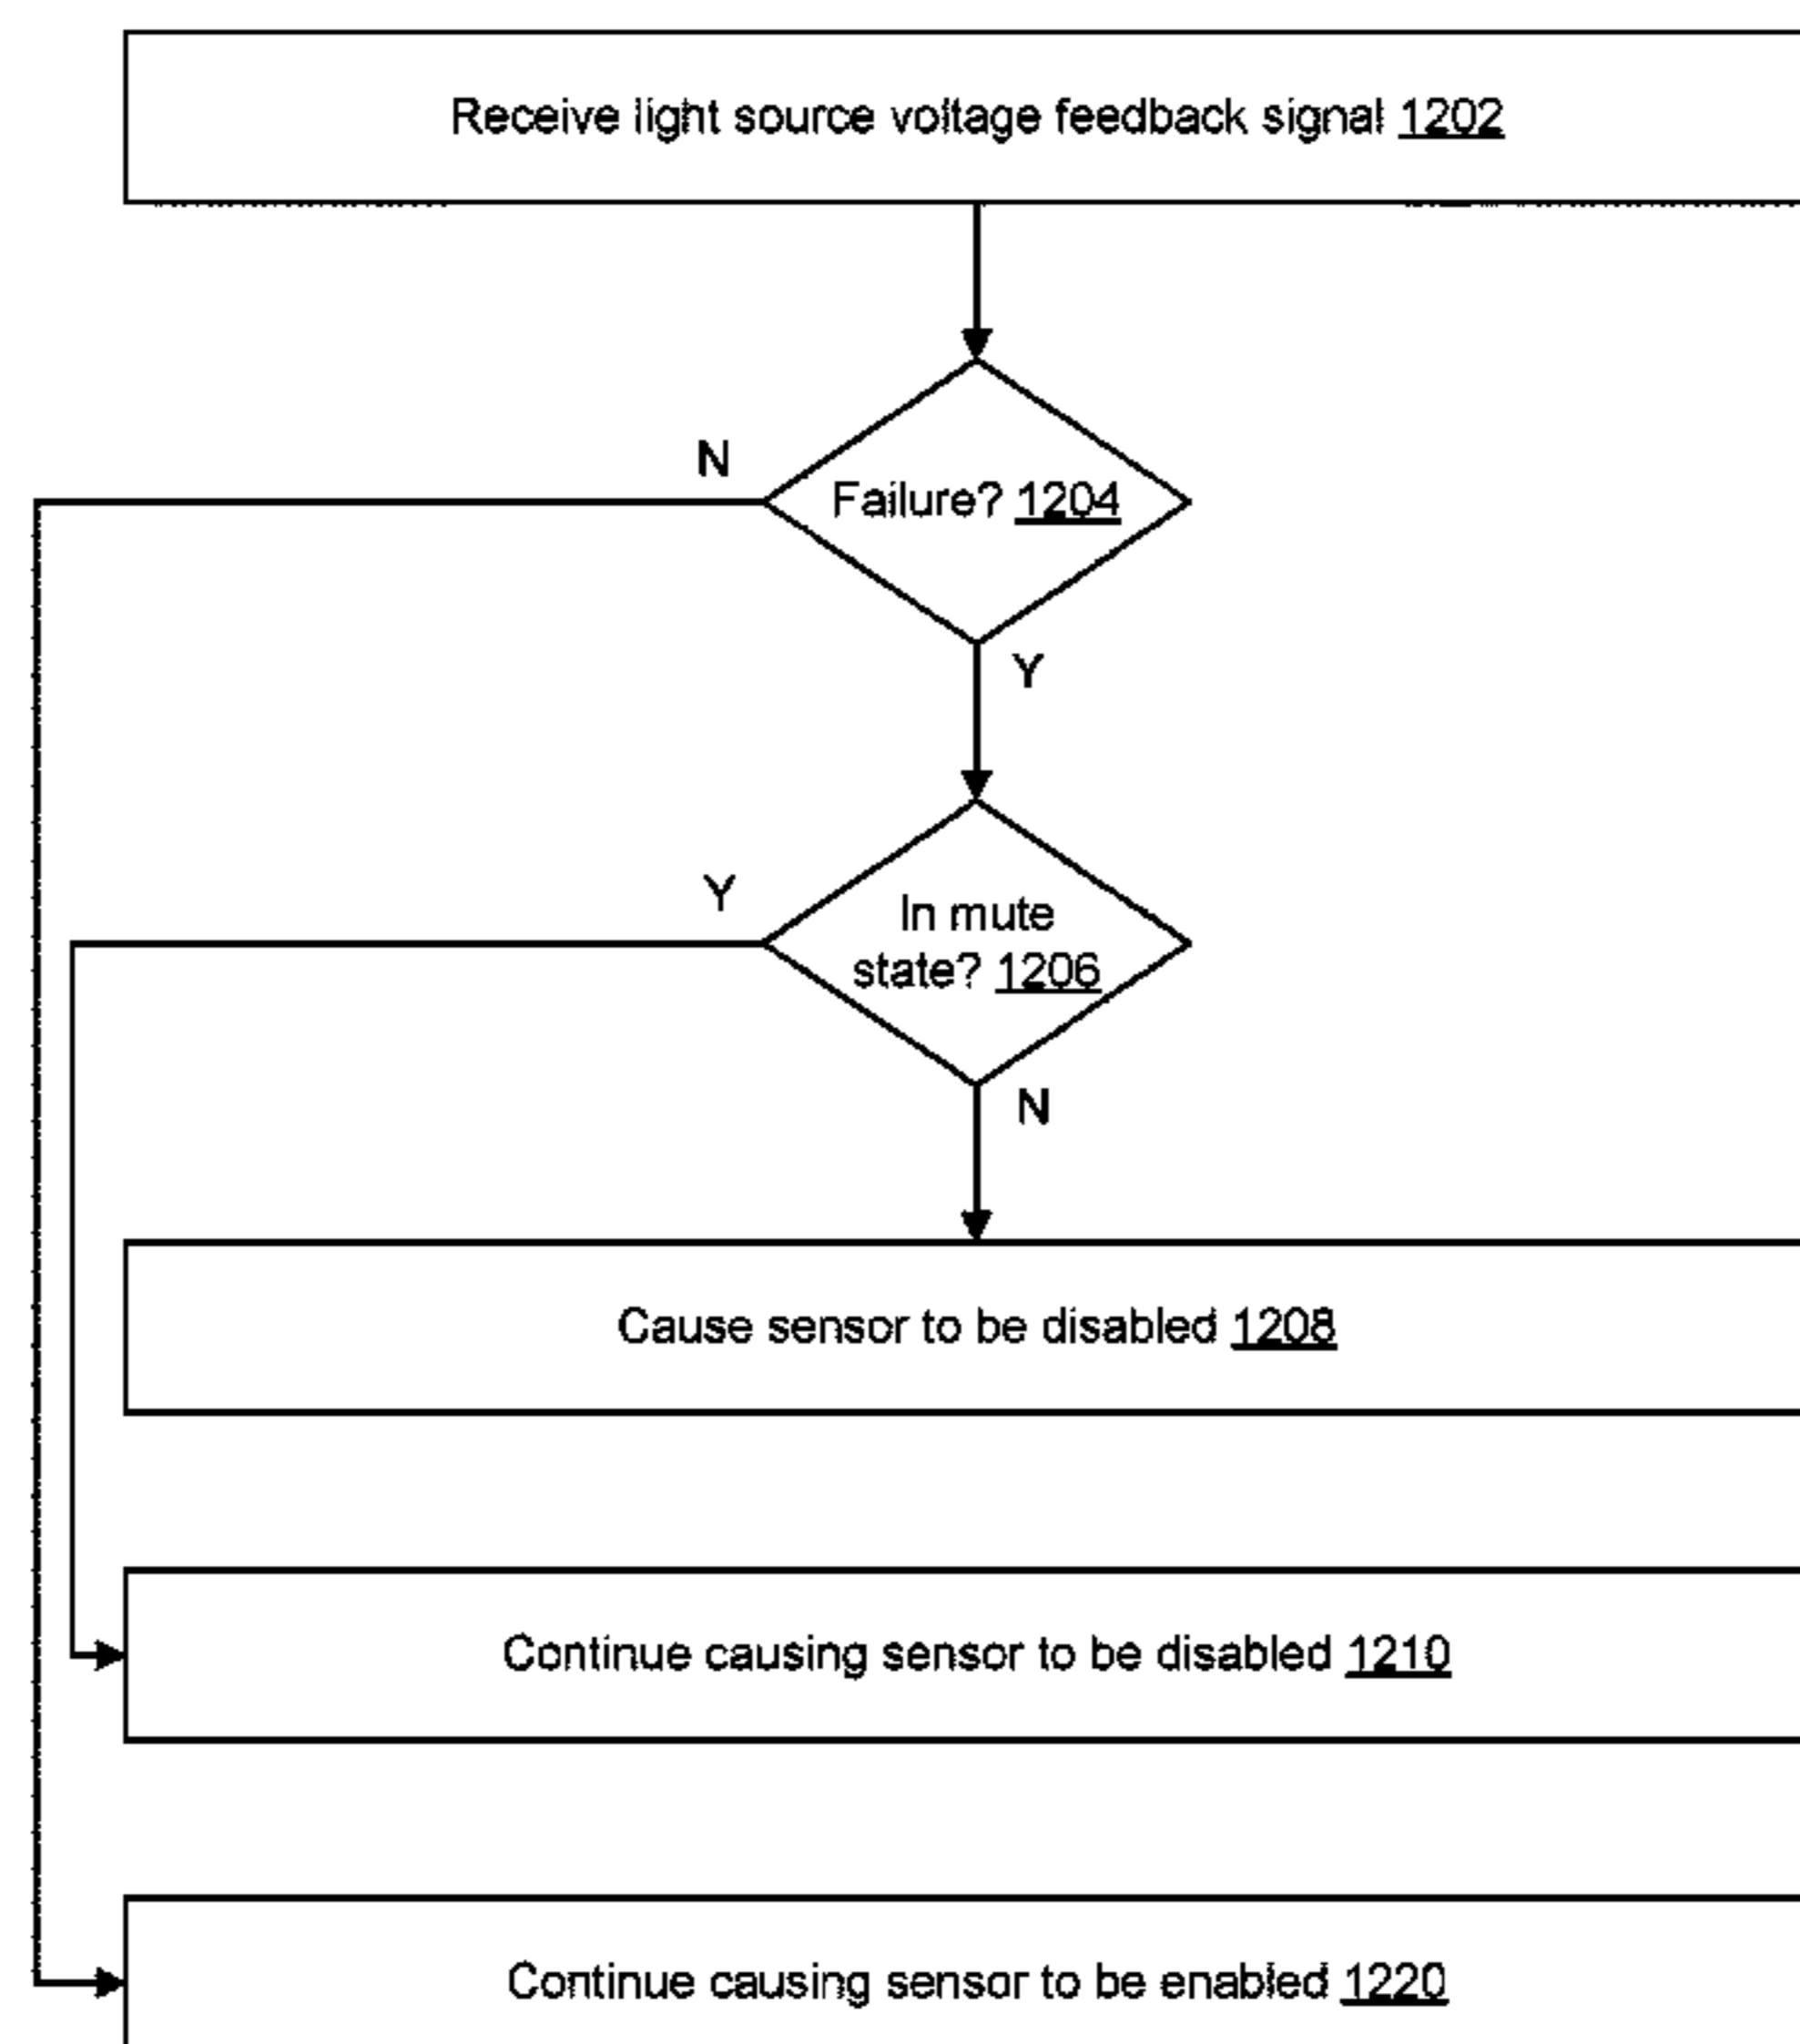 Receive light source voltage feedback signal 1202
N
Failure? 1204
Y
Y
In mute
state? 1206
N
Cause sensor to be disabled 1208
Continue causing sensor to be disabled 1210
Continue causing sensor to be enabled 1220